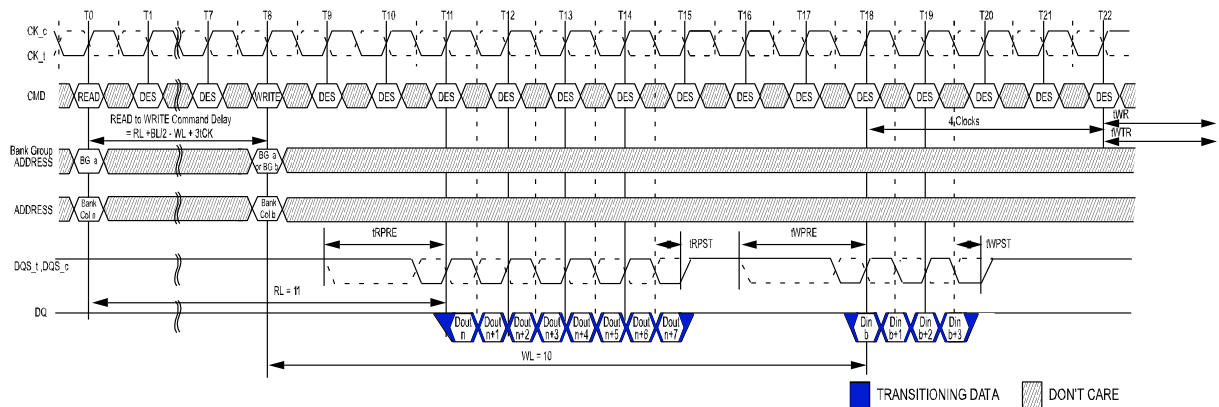 T0 T1 T7 T8 T9 T10 T11 T12 T13 T14 T15 T16 T17 T18 T19 T20 T21 T22
CK_c
CK_t
CMD READ DES DES WRITE DES DES DES DES DES DES DES DES DES DES DES DES DES DES
READ to WRITE Command Delay
= RL +BL/2 - WL + 3tCK
4 Clocks
tWR
tWTR
Bank Group
ADDRESS
BG a
BG a
or BG b
ADDRESS
Bank
Col n
Bank
Col b
tRPRE
tRPST
tWPRE
tWPST
DQS_t ,DQS_c
RL = 11
DQ
Dout
n
Dout
n+1
Dout
n+2
Dout
n+3
Dout
n+4
Dout
n+5
Dout
n+6
Dout
n+7
Din
b
Din
b+1
Din
b+2
Din
b+3
WL = 10
TRANSITIONING DATA
DON'T CARE